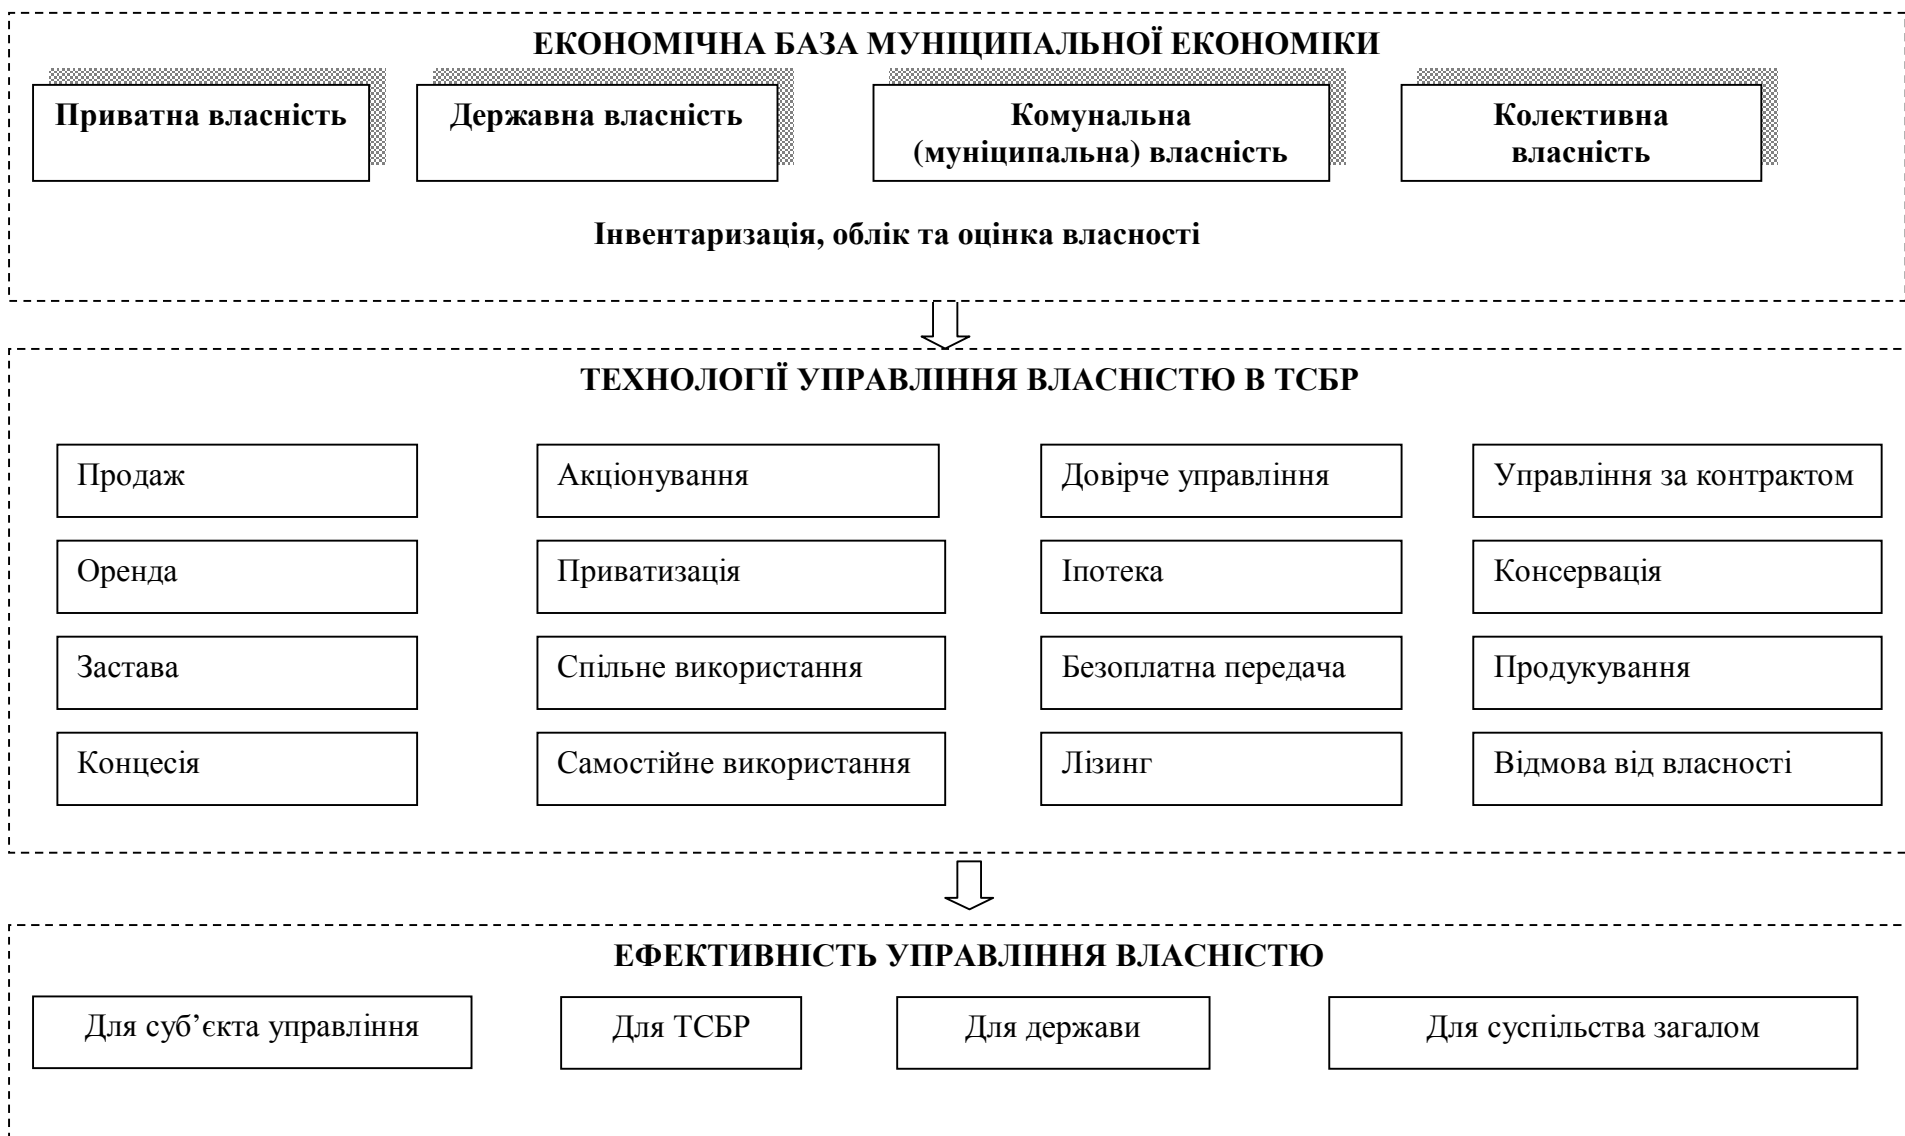 ЕКОНОМІЧНА БАЗА МУНІЦИПАЛЬНОЇ ЕКОНОМІКИ
Приватна власність
Державна власність
Комунальна
(муніципальна) власність
Колективна
власність
Інвентаризація, облік та оцінка власності
ТЕХНОЛОГІЇ УПРАВЛІННЯ ВЛАСНІСТЮ В ТСБР
Продаж
Акціонування
Довірче управління
Управління за контрактом
Оренда
Приватизація
Іпотека
Консервація
Застава
Спільне використання
Безоплатна передача
Продукування
Концесія
Самостійне використання
Лізинг
Відмова від власності
ЕФЕКТИВНІСТЬ УПРАВЛІННЯ ВЛАСНІСТЮ
Для суб’єкта управління
Для ТСБР
Для держави
Для суспільства загалом